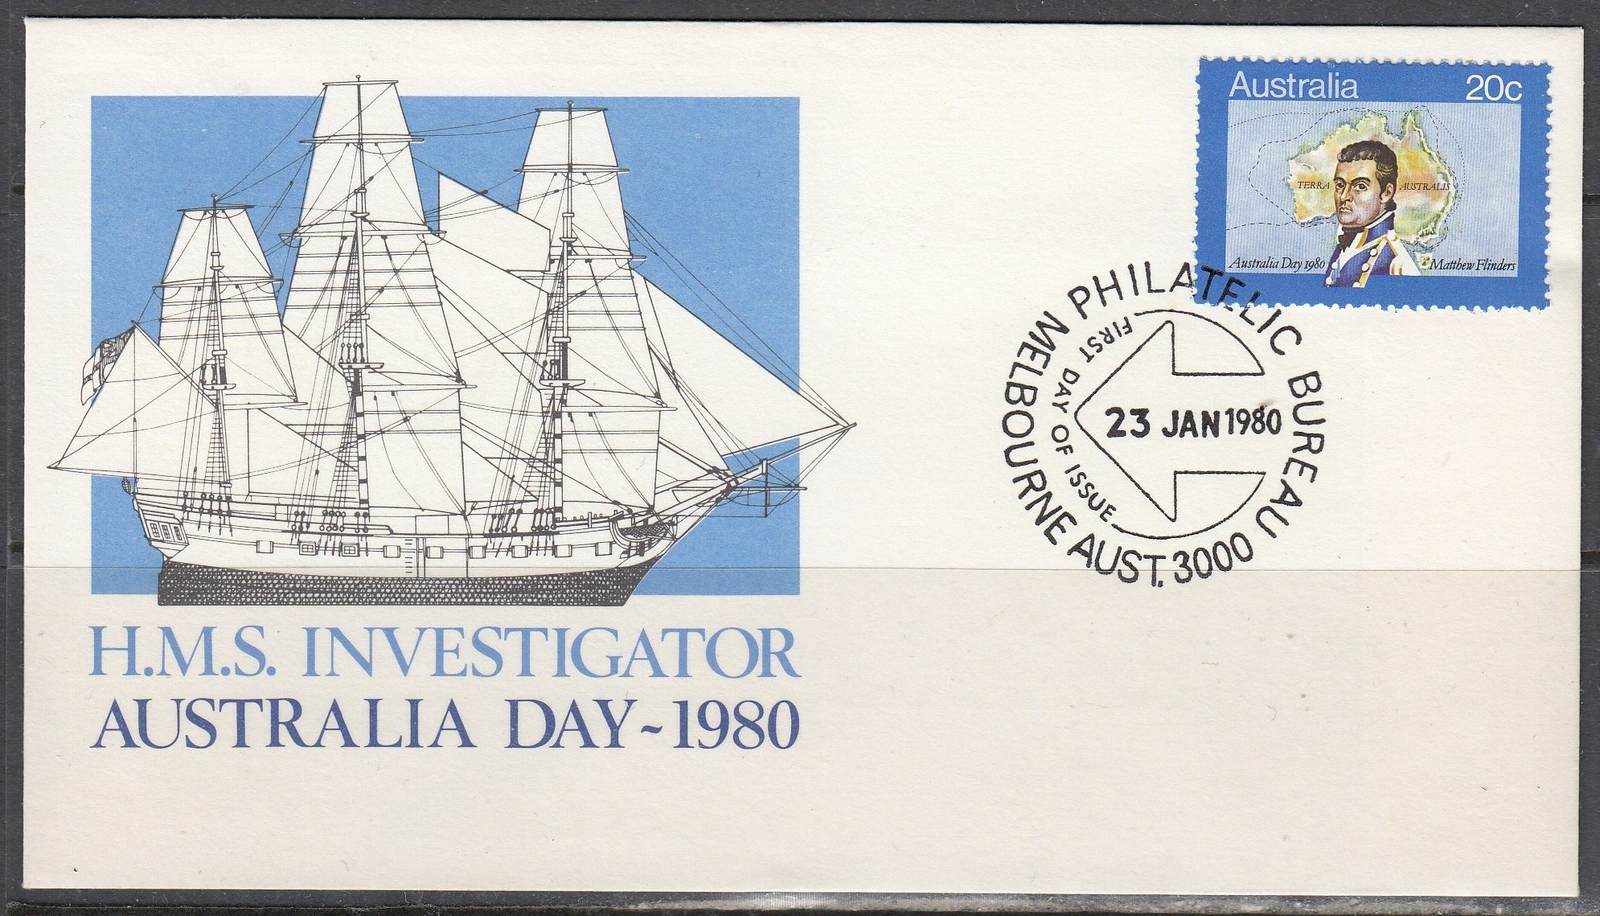 Australia 20c
TERRA AUSTRALIS
Australia Day 1980 Matthew Flinders
PHILATELIC BUREAU
MELBOURNE AUST. 3000
FIRST DAY OF ISSUE
23 JAN 1980
H.M.S. INVESTIGATOR
AUSTRALIA DAY~1980